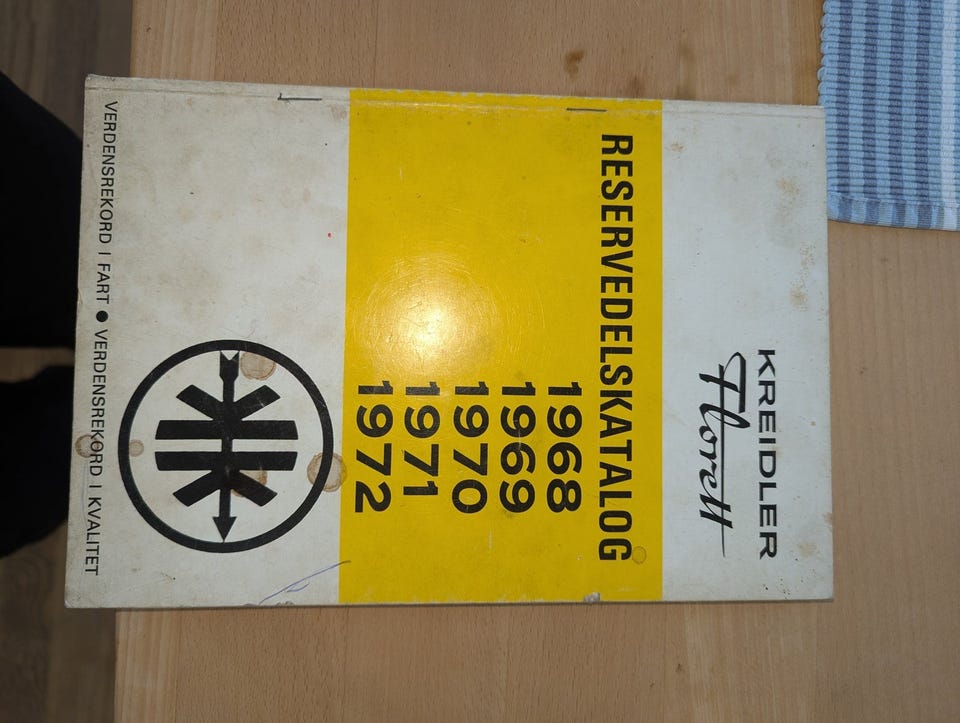 KREIDLER
Florett
RESERVEDELSKATALOG
1968
1969
1970
1971
1972
VERDENSREKORD I FART ● VERDENSREKORD I KVALITET